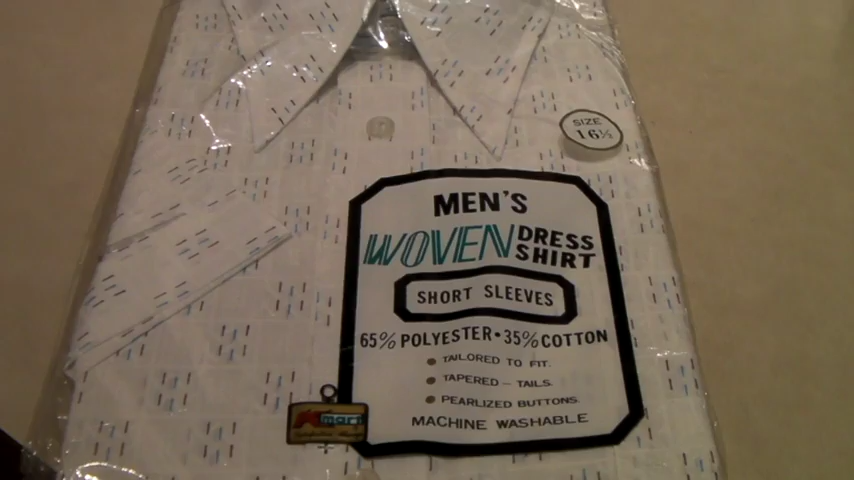 SIZE
16½
MEN'S
WOVEN DRESS SHIRT
SHORT SLEEVES
65% POLYESTER • 35% COTTON
• TAILORED TO FIT.
• TAPERED – TAILS.
• PEARLIZED BUTTONS.
MACHINE WASHABLE
Kmart